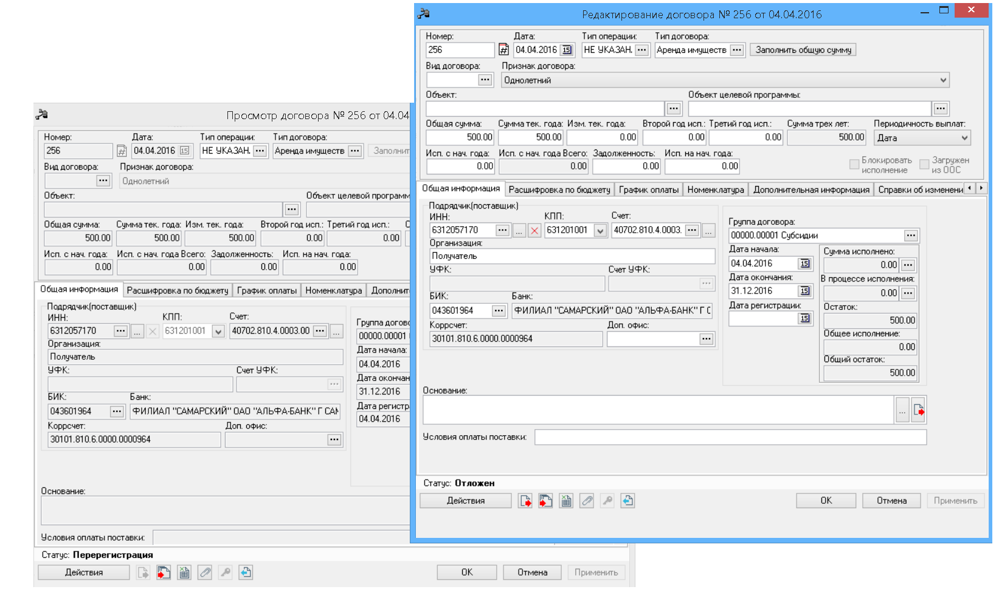 Редактирование договора № 256 от 04.04.2016
Номер: Дата: Тип операции: Тип договора:
256 04.04.2016 15 НЕ УКАЗАН. Аренда имуществ Заполнить общую сумму
Вид договора: Признак договора:
Однолетний
Объект: Объект целевой программы:
Общая сумма: Сумма тек. года: Изм. тек. года: Второй год исп.: Третий год исп.: Сумма трех лет: Периодичность выплат:
500.00 500.00 0.00 0.00 0.00 500.00 Дата
Исп. с нач. года: Исп. с нач. года Всего: Задолженность: Исп. на нач. года:
0.00 0.00 0.00 0.00
Блокировать исполнение
Загружен из ООС
Общая информация Расшифровка по бюджету График оплаты Номенклатура Дополнительная информация Справки об изменени
Подрядчик(поставщик)
ИНН: КПП: Счет:
6312057170 ... 631201001 40702.810.4.0003. ...
Организация:
Получатель
УФК: Счет УФК:
БИК: Банк:
043601964 ФИЛИАЛ "САМАРСКИЙ" ОАО "АЛЬФА-БАНК" Г С
Коррсчет: Доп. офис:
30101.810.6.0000.0000964
Группа договора:
00000.00001 Субсидии
Дата начала:
04.04.2016 15
Дата окончания:
31.12.2016 15
Дата регистрации:
15
Сумма исполнено:
0.00
В процессе исполнения:
0.00
Остаток:
500.00
Общее исполнение:
0.00
Общий остаток:
500.00
Основание:
...
Условия оплаты поставки:
Статус: Отложен
Действия OK Отмена Применить
Просмотр договора № 256 от 04.04
Номер: Дата: Тип операции: Тип договора:
256 04.04.2016 15 НЕ УКАЗАН. Аренда имуществ Заполнит
Вид договора: Признак договора:
Однолетний
Объект: Объект целевой программ
Общая сумма: Сумма тек. года: Изм. тек. года: Второй год исп.: Третий год исп.: С
500.00 500.00 500.00 0.00 0.00
Исп. с нач. года: Исп. с нач. года Всего: Задолженность: Исп. на нач. года:
0.00 0.00 0.00 0.00
Общая информация Расшифровка по бюджету График оплаты Номенклатура Дополнит
Подрядчик(поставщик)
ИНН: КПП: Счет:
6312057170 ... 631201001 40702.810.4.0003.00 ...
Организация:
Получатель
УФК: Счет УФК:
БИК: Банк:
043601964 ФИЛИАЛ "САМАРСКИЙ" ОАО "АЛЬФА-БАНК" Г САМ
Коррсчет: Доп. офис:
30101.810.6.0000.0000964
Группа догово
00000.00001
Дата начала:
04.04.2016
Дата окончан
31.12.2016
Дата регистр
04.04.2016
Основание:
Условия оплаты поставки:
Статус: Перерегистрация
Действия OK Отмена Применить